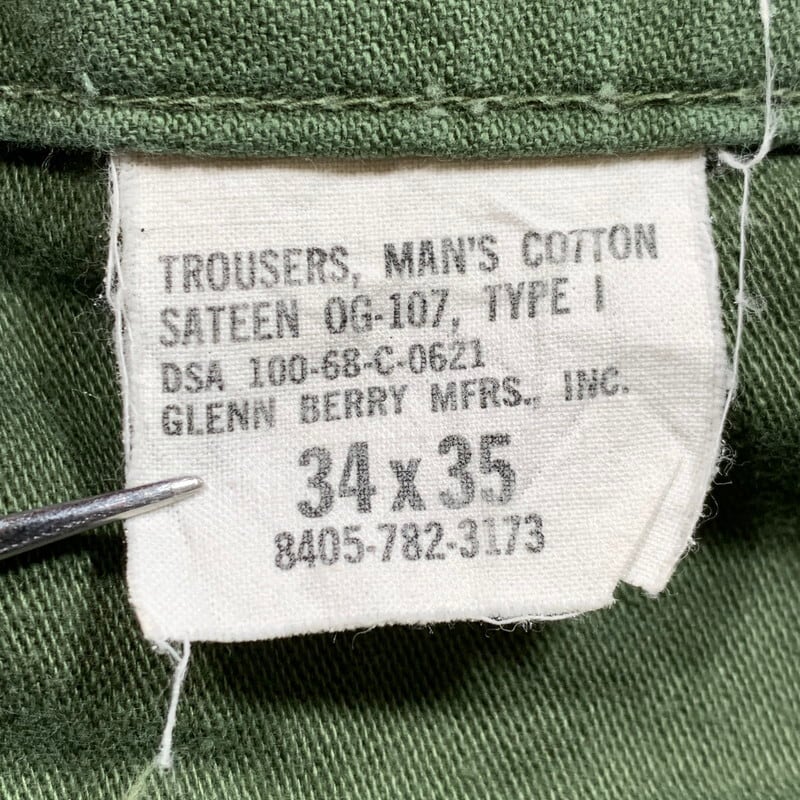 TROUSERS, MAN'S COTTON
SATEEN OG-107, TYPE I
DSA 100-68-C-0621
GLENN BERRY MFRS., INC.
34 x 35
8405-782-3173